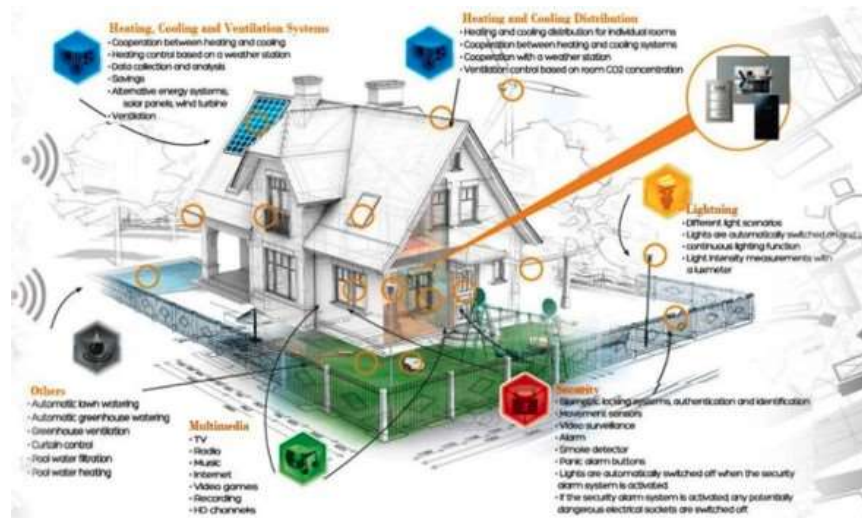 Heating, Cooling and Ventilation Systems
• Cooperation between heating and cooling
• Heating control based on a weather station
• Data collection and analysis
• Savings
• Alternative energy systems,
solar panels, wind turbine
• Ventilation
Heating and Cooling Distribution
• Heating and cooling distribution for individual rooms
• Cooperation between heating and cooling systems
• Cooperation with a weather station
• Ventilation control based on room CO2 concentration
Lightning
• Different light scenarios
• Lights are automatically switched on and
• continuous lighting function
• Light Intensity measurements with
a luxmeter
Others
• Automatic lawn watering
• Automatic greenhouse watering
• Greenhouse ventilation
• Curtain control
• Pool water filtration
• Pool water heating
Multimedia
• TV
• Radio
• Music
• Internet
• Video games
• Recording
• HD channels
Security
• Biometric locking systems, authentication and identification
• Movement sensors
• Video surveillance
• Alarm
• Smoke detector
• Panic alarm buttons
• Lights are automatically switched off when the security
alarm system is activated
• If the security alarm system is activated, any potentially
dangerous electrical sockets are switched off